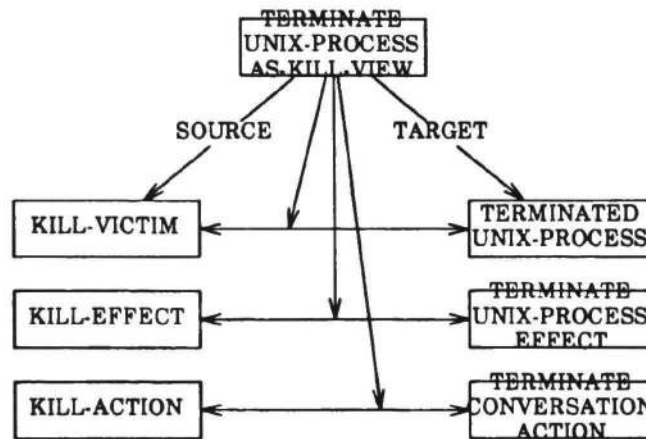 TERMINATE
UNIX-PROCESS
AS-KILL-VIEW
SOURCE
TARGET
KILL-VICTIM
TERMINATED
UNIX-PROCESS
KILL-EFFECT
TERMINATE
UNIX-PROCESS
EFFECT
KILL-ACTION
TERMINATE
CONVERSATION
ACTION